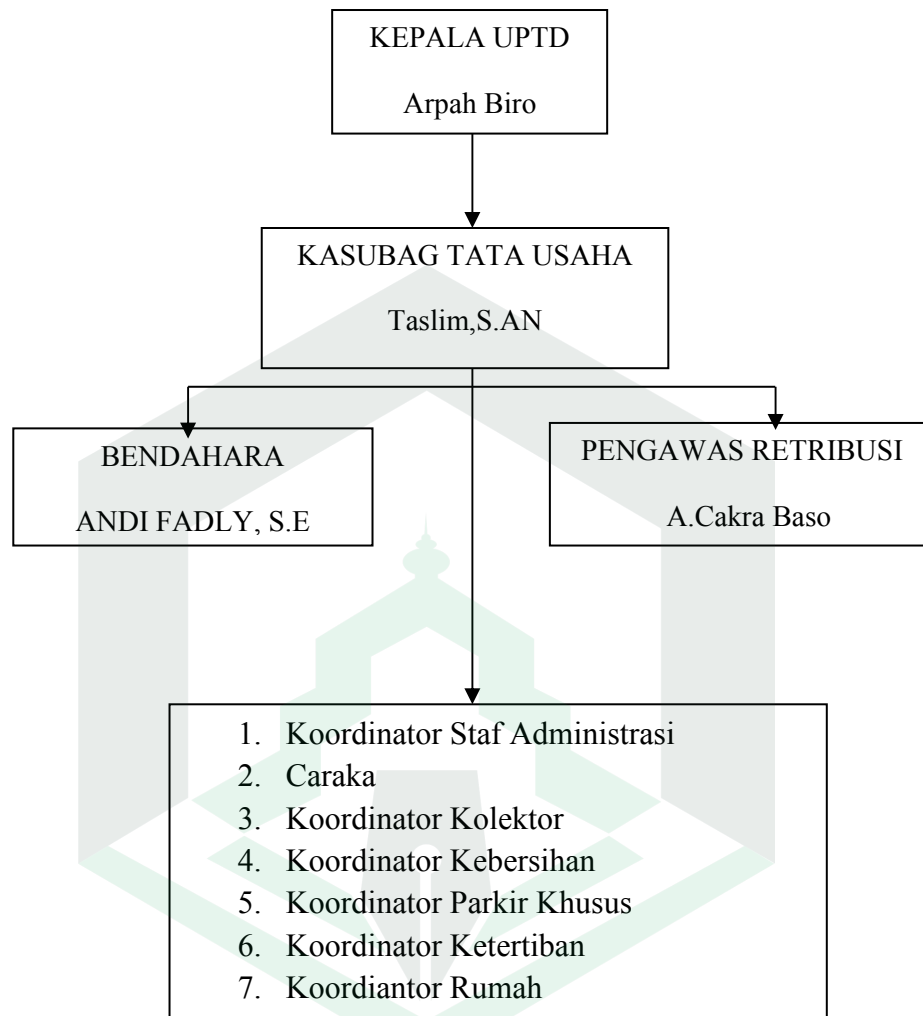 KEPALA UPTD
Arpah Biro
KASUBAG TATA USAHA
Taslim,S.AN
BENDAHARA
ANDI FADLY, S.E
PENGAWAS RETRIBUSI
A.Cakra Baso
1. Koordinator Staf Administrasi
2. Caraka
3. Koordinator Kolektor
4. Koordinator Kebersihan
5. Koordinator Parkir Khusus
6. Koordinator Ketertiban
7. Koordiantor Rumah